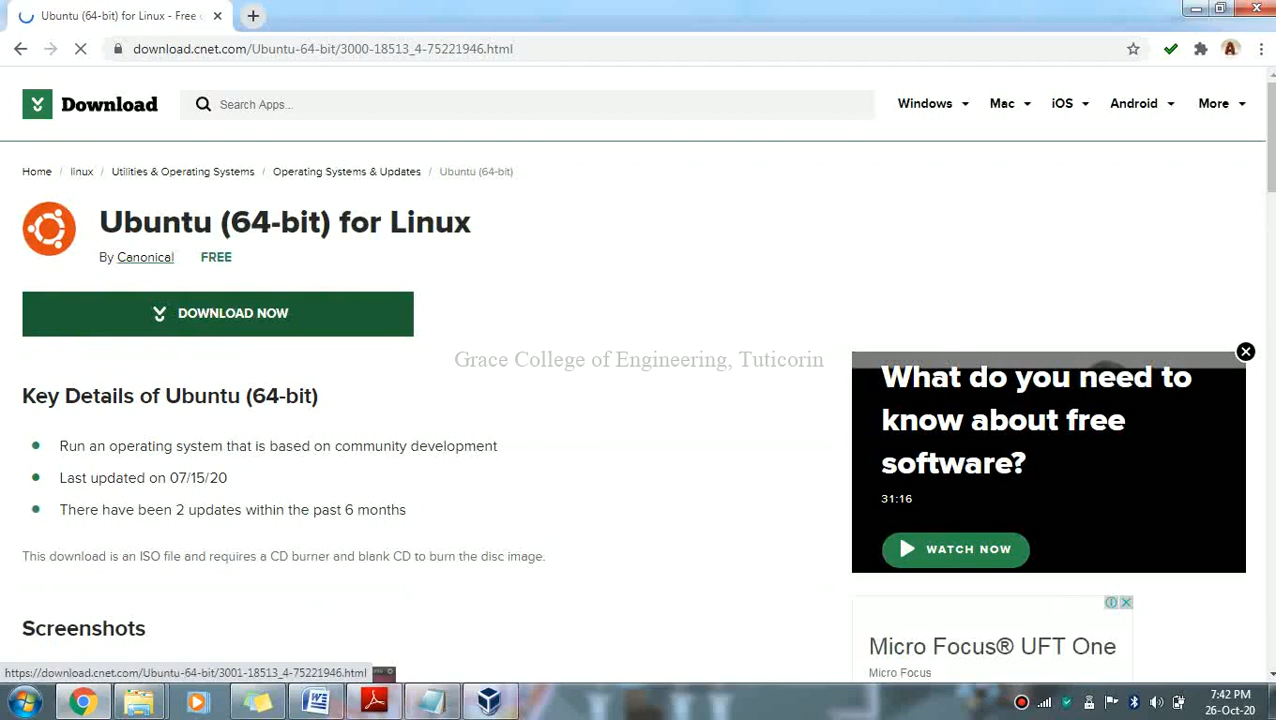 Ubuntu (64-bit) for Linux - Free
download.cnet.com/Ubuntu-64-bit/3000-18513_4-75221946.html
A
Download
Search Apps...
Windows Mac iOS Android More
Home / linux / Utilities & Operating Systems / Operating Systems & Updates / Ubuntu (64-bit)
Ubuntu (64-bit) for Linux
By Canonical FREE
DOWNLOAD NOW
Grace College of Engineering, Tuticorin
Key Details of Ubuntu (64-bit)
Run an operating system that is based on community development
Last updated on 07/15/20
There have been 2 updates within the past 6 months
This download is an ISO file and requires a CD burner and blank CD to burn the disc image.
What do you need to
know about free
software?
31:16
WATCH NOW
Screenshots
Micro Focus® UFT One
Micro Focus
https://download.cnet.com/Ubuntu-64-bit/3001-18513_4-75221946.html
7:42 PM
26-Oct-20